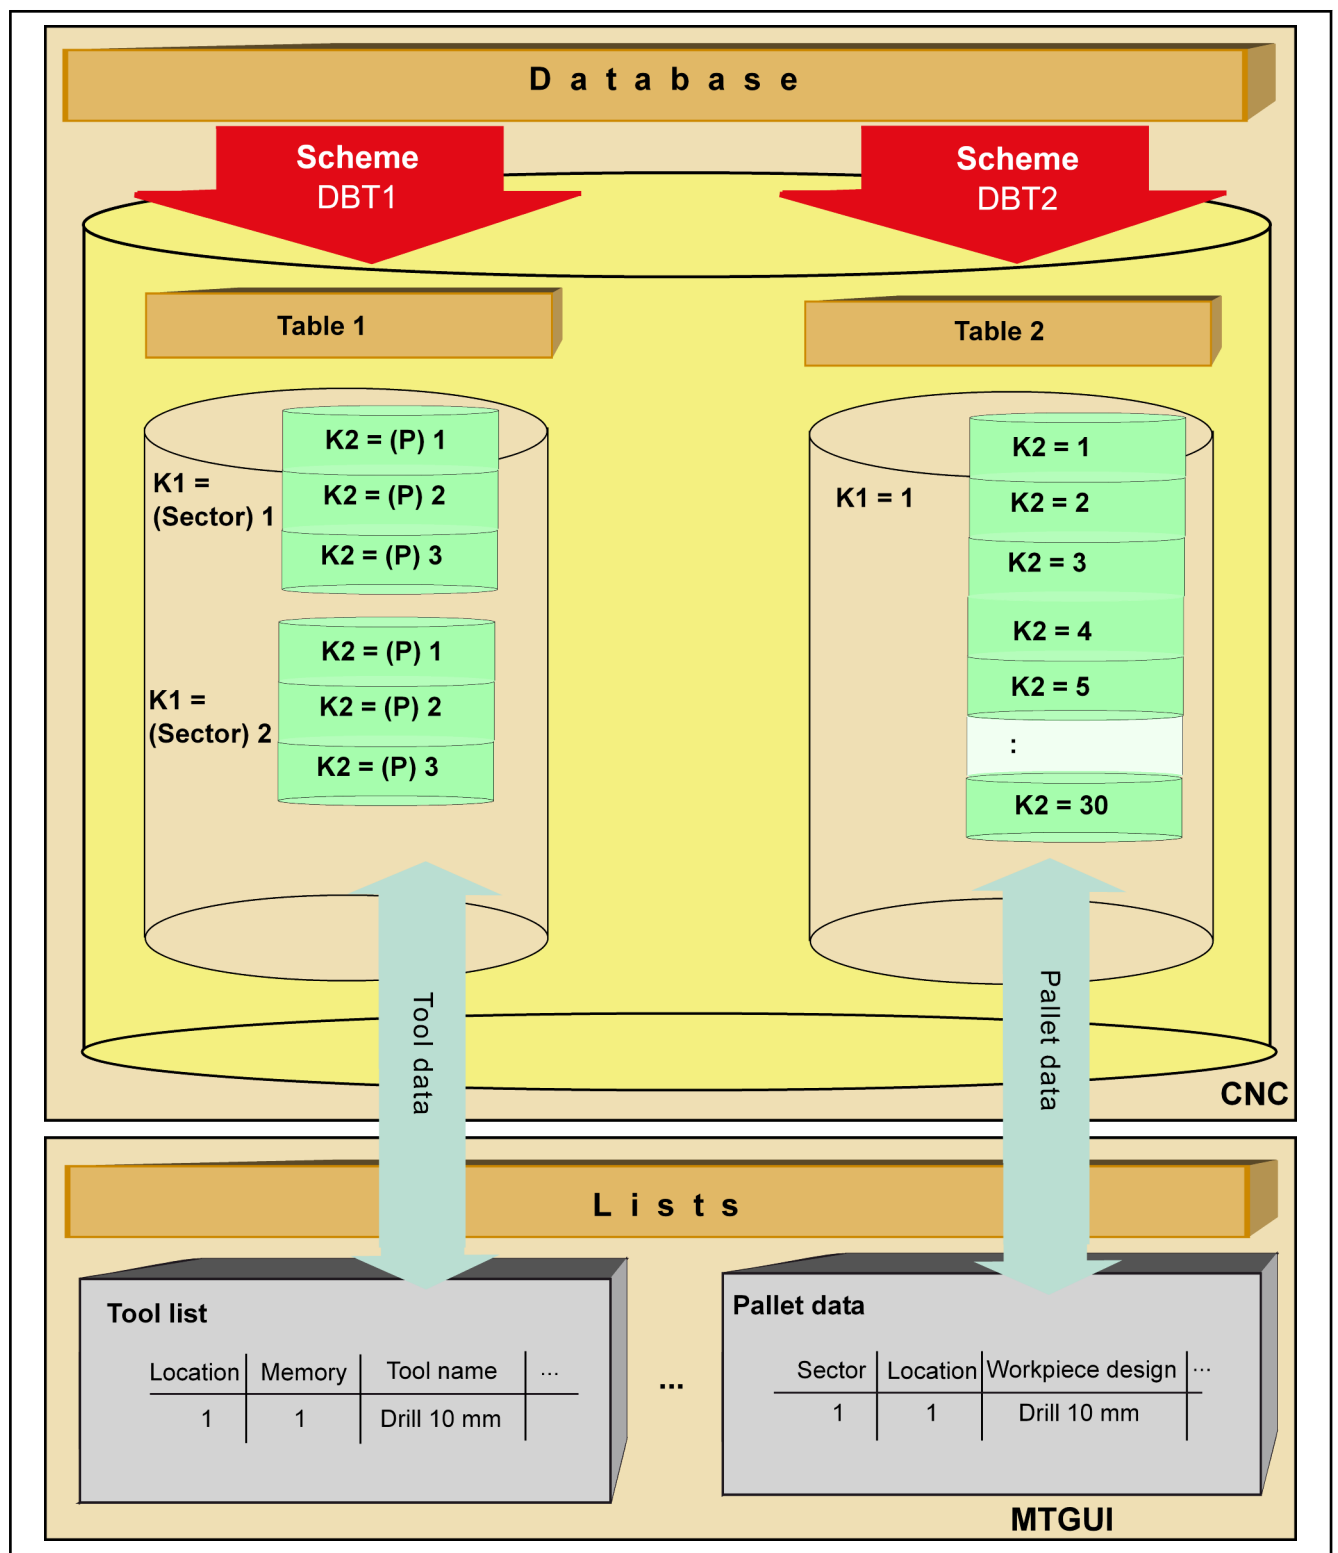 Database
Scheme
DBT1
Scheme
DBT2
Table 1
Table 2
K1 =
(Sector) 1
K2 = (P) 1
K2 = (P) 2
K2 = (P) 3
K1 =
(Sector) 2
K2 = (P) 1
K2 = (P) 2
K2 = (P) 3
K1 = 1
K2 = 1
K2 = 2
K2 = 3
K2 = 4
K2 = 5
:
K2 = 30
Tool data
Pallet data
CNC
Lists
Tool list
Location Memory Tool name ...
1 1 Drill 10 mm
...
Pallet data
Sector Location Workpiece design ...
1 1 Drill 10 mm
MTGUI